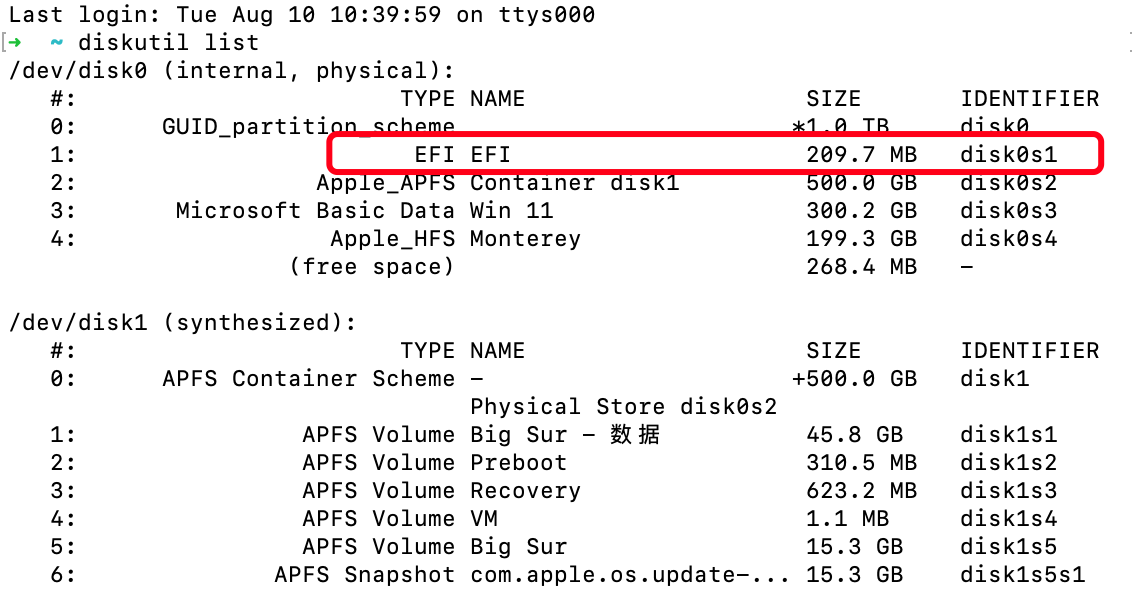 Last login: Tue Aug 10 10:39:59 on ttys000
[➜  ~ diskutil list ]
/dev/disk0 (internal, physical):
   #:                       TYPE NAME                    SIZE       IDENTIFIER
   0:      GUID_partition_scheme                        *1.0 TB     disk0
   1:                        EFI EFI                     209.7 MB   disk0s1
   2:                 Apple_APFS Container disk1         500.0 GB   disk0s2
   3:       Microsoft Basic Data Win 11                  300.2 GB   disk0s3
   4:                  Apple_HFS Monterey                199.3 GB   disk0s4
                    (free space)                         268.4 MB   -
/dev/disk1 (synthesized):
   #:                       TYPE NAME                    SIZE       IDENTIFIER
   0:      APFS Container Scheme -                      +500.0 GB   disk1
                                 Physical Store disk0s2
   1:                APFS Volume Big Sur - 数据          45.8 GB    disk1s1
   2:                APFS Volume Preboot                 310.5 MB   disk1s2
   3:                APFS Volume Recovery                623.2 MB   disk1s3
   4:                APFS Volume VM                      1.1 MB     disk1s4
   5:                APFS Volume Big Sur                 15.3 GB    disk1s5
   6:              APFS Snapshot com.apple.os.update-... 15.3 GB    disk1s5s1